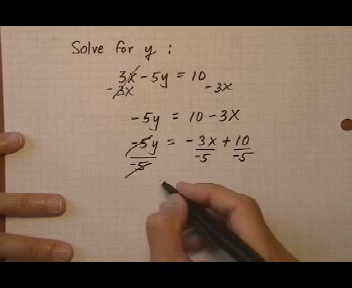 Solve for y :
3x - 5y = 10
-3x -3x
-5y = 10 - 3x
-5y = -3x + 10
-5 -5 -5